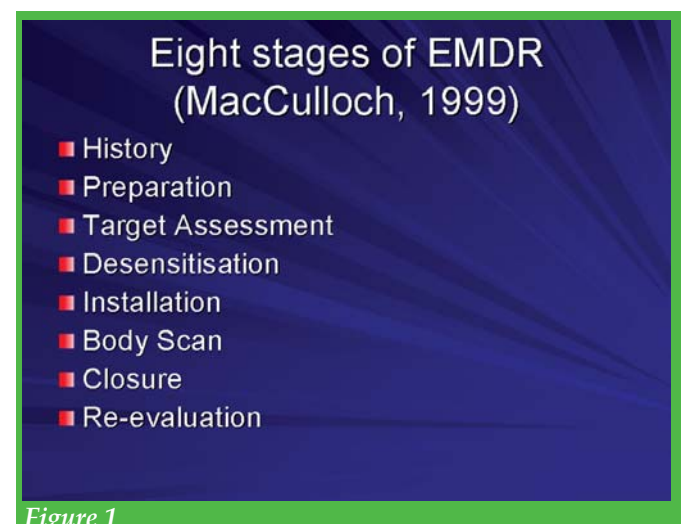 Eight stages of EMDR
(MacCulloch, 1999)
History
Preparation
Target Assessment
Desensitisation
Installation
Body Scan
Closure
Re-evaluation
Figure 1